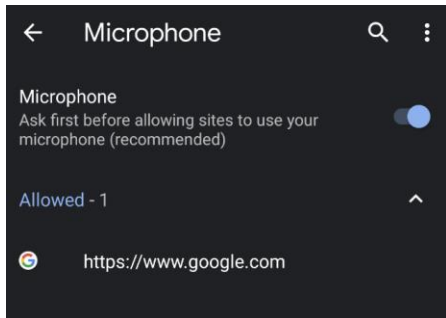 Microphone
Microphone
Ask first before allowing sites to use your
microphone (recommended)
Allowed - 1
https://www.google.com